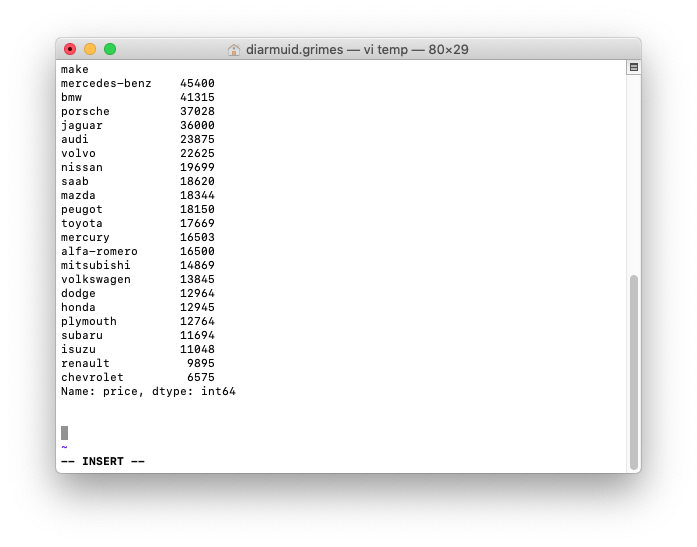 diarmuid.grimes — vi temp — 80×29
make
mercedes-benz    45400
bmw              41315
porsche          37028
jaguar           36000
audi             23875
volvo            22625
nissan           19699
saab             18620
mazda            18344
peugot           18150
toyota           17669
mercury          16503
alfa-romero      16500
mitsubishi       14869
volkswagen       13845
dodge            12964
honda            12945
plymouth         12764
subaru           11694
isuzu            11048
renault           9895
chevrolet         6575
Name: price, dtype: int64
~
-- INSERT --